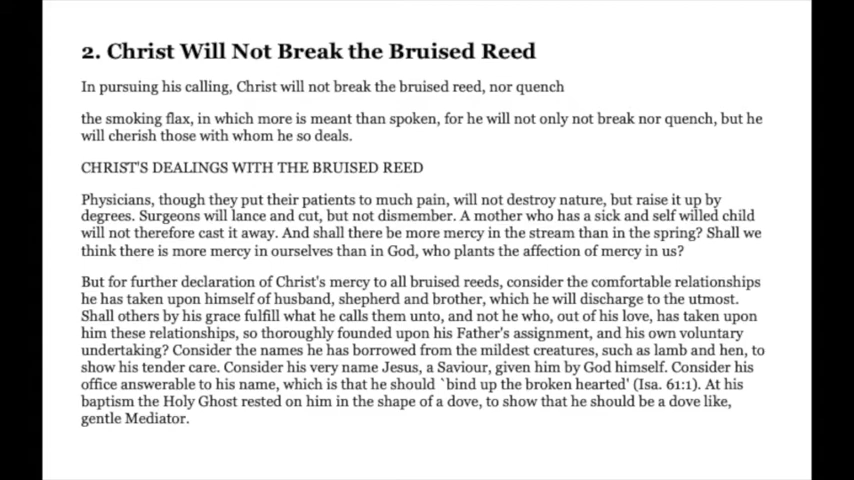 2. Christ Will Not Break the Bruised Reed
In pursuing his calling, Christ will not break the bruised reed, nor quench
the smoking flax, in which more is meant than spoken, for he will not only not break nor quench, but he
will cherish those with whom he so deals.
CHRIST'S DEALINGS WITH THE BRUISED REED
Physicians, though they put their patients to much pain, will not destroy nature, but raise it up by
degrees. Surgeons will lance and cut, but not dismember. A mother who has a sick and self willed child
will not therefore cast it away. And shall there be more mercy in the stream than in the spring? Shall we
think there is more mercy in ourselves than in God, who plants the affection of mercy in us?
But for further declaration of Christ's mercy to all bruised reeds, consider the comfortable relationships
he has taken upon himself of husband, shepherd and brother, which he will discharge to the utmost.
Shall others by his grace fulfill what he calls them unto, and not he who, out of his love, has taken upon
him these relationships, so thoroughly founded upon his Father's assignment, and his own voluntary
undertaking? Consider the names he has borrowed from the mildest creatures, such as lamb and hen, to
show his tender care. Consider his very name Jesus, a Saviour, given him by God himself. Consider his
office answerable to his name, which is that he should `bind up the broken hearted' (Isa. 61:1). At his
baptism the Holy Ghost rested on him in the shape of a dove, to show that he should be a dove like,
gentle Mediator.